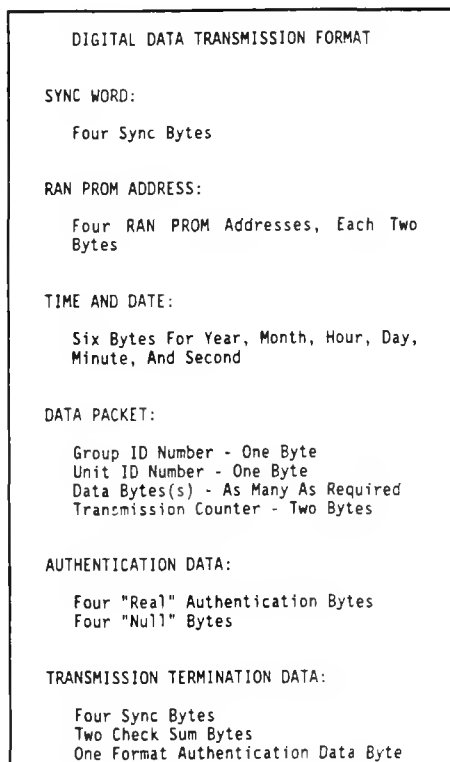 DIGITAL DATA TRANSMISSION FORMAT
SYNC WORD:
Four Sync Bytes
RAN PROM ADDRESS:
Four RAN PROM Addresses, Each Two
Bytes
TIME AND DATE:
Six Bytes For Year, Month, Hour, Day,
Minute, And Second
DATA PACKET:
Group ID Number - One Byte
Unit ID Number - One Byte
Data Bytes(s) - As Many As Required
Transmission Counter - Two Bytes
AUTHENTICATION DATA:
Four "Real" Authentication Bytes
Four "Null" Bytes
TRANSMISSION TERMINATION DATA:
Four Sync Bytes
Two Check Sum Bytes
One Format Authentication Data Byte